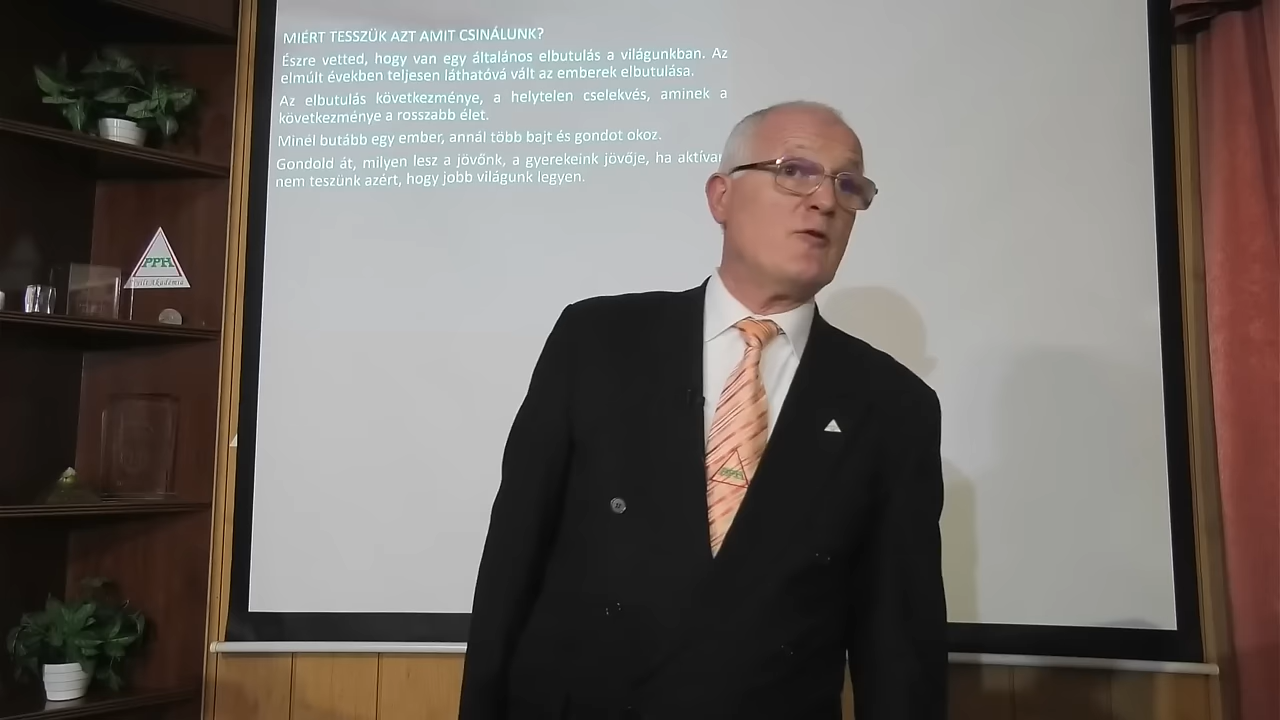 MIÉRT TESSZÜK AZT AMIT CSINÁLUNK?
Észre vetted, hogy van egy általános elbutulás a világunkban. Az
elmúlt években teljesen láthatóvá vált az emberek elbutulása.
Az elbutulás következménye, a helytelen cselekvés, aminek a
következménye a rosszabb élet.
Minél butább egy ember, annál több bajt és gondot okoz.
Gondold át, milyen lesz a jövőnk, a gyerekeink jövője, ha
nem teszünk azért, hogy jobb világunk legyen.
PPH
Nyílt Akadémia
PPH